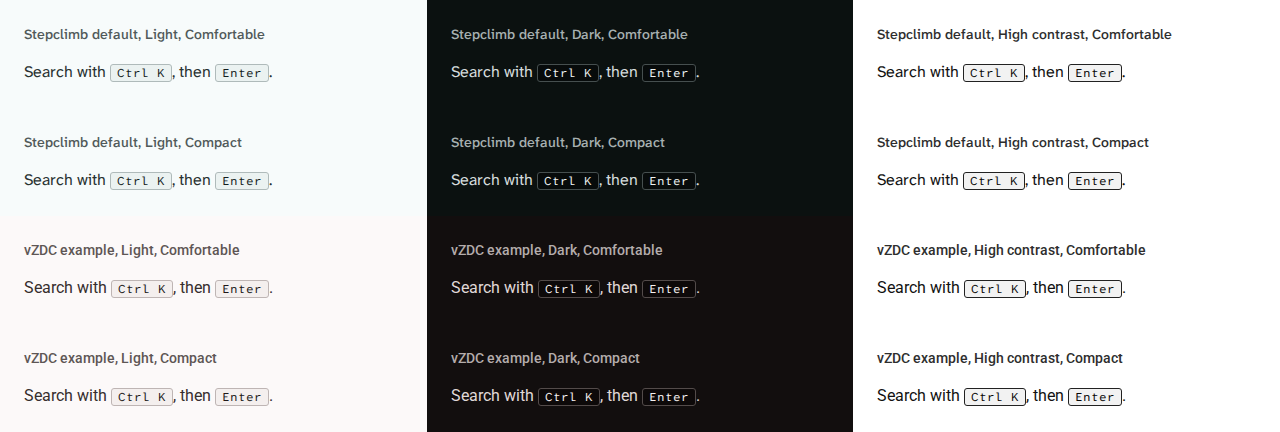 Stepclimb default, Light, Comfortable
Search with Ctrl K, then Enter.
Stepclimb default, Light, Compact
Search with Ctrl K, then Enter.
vZDC example, Light, Comfortable
Search with Ctrl K, then Enter.
vZDC example, Light, Compact
Search with Ctrl K, then Enter.
Stepclimb default, Dark, Comfortable
Search with Ctrl K, then Enter.
Stepclimb default, Dark, Compact
Search with Ctrl K, then Enter.
vZDC example, Dark, Comfortable
Search with Ctrl K, then Enter.
vZDC example, Dark, Compact
Search with Ctrl K, then Enter.
Stepclimb default, High contrast, Comfortable
Search with Ctrl K, then Enter.
Stepclimb default, High contrast, Compact
Search with Ctrl K, then Enter.
vZDC example, High contrast, Comfortable
Search with Ctrl K, then Enter.
vZDC example, High contrast, Compact
Search with Ctrl K, then Enter.